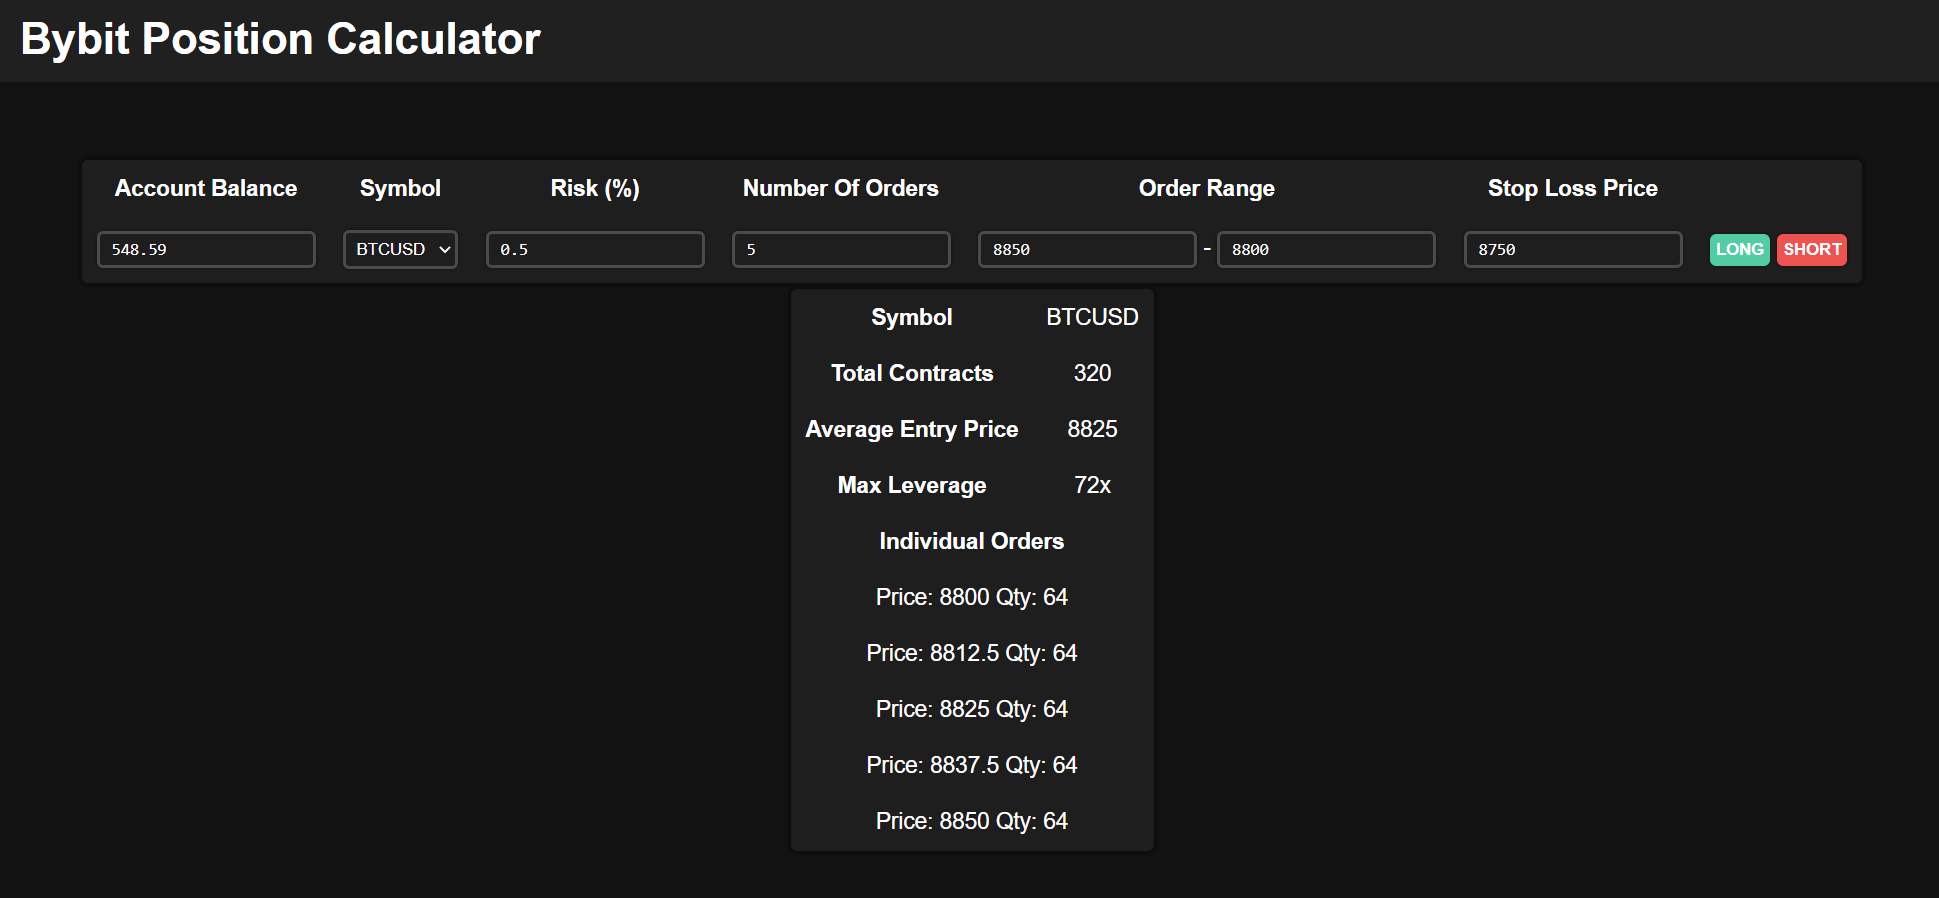 Bybit Position Calculator
Account Balance Symbol Risk (%) Number Of Orders Order Range Stop Loss Price
548.59 BTCUSD 0.5 5 8850 - 8800 8750 LONG SHORT
Symbol BTCUSD
Total Contracts 320
Average Entry Price 8825
Max Leverage 72x
Individual Orders
Price: 8800 Qty: 64
Price: 8812.5 Qty: 64
Price: 8825 Qty: 64
Price: 8837.5 Qty: 64
Price: 8850 Qty: 64